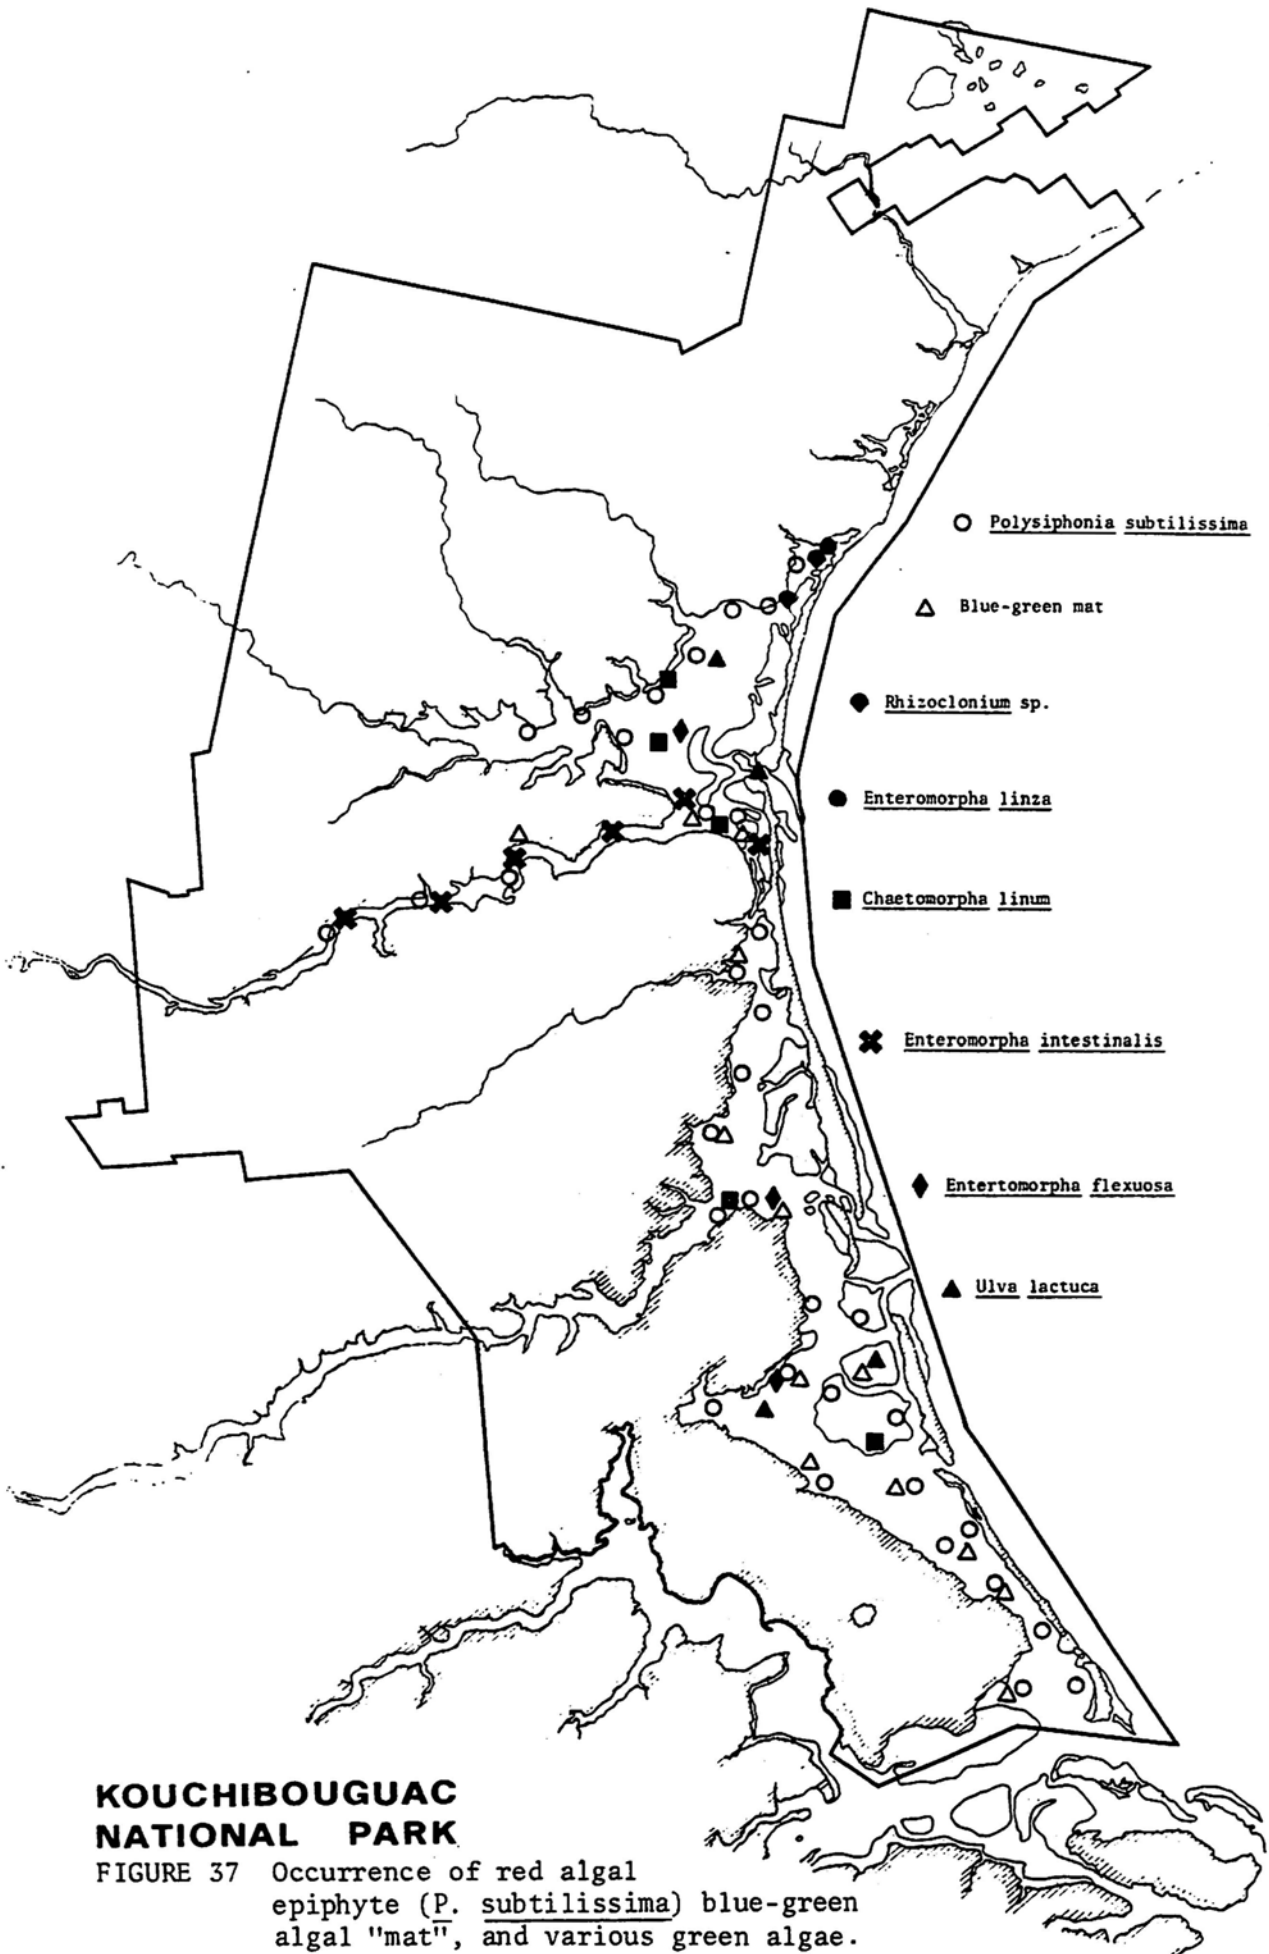 Polysiphonia subtilissima
Blue-green mat
Rhizoclonium sp.
Enteromorpha linza
Chaetomorpha linum
Enteromorpha intestinalis
Entertomorpha flexuosa
Ulva lactuca
KOUCHIBOUGUAC
NATIONAL PARK
FIGURE 37 Occurrence of red algal
epiphyte (P. subtilissima) blue-green
algal "mat", and various green algae.